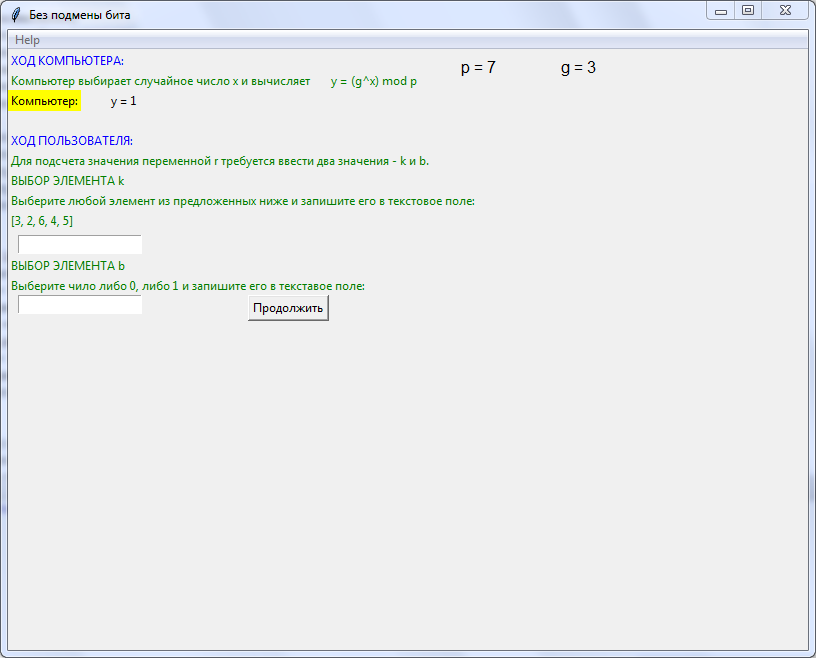 Без подмены бита
Help
ХОД КОМПЬЮТЕРА:
p = 7 g = 3
Компьютер выбирает случайное число x и вычисляет y = (g^x) mod p
Компьютер: y = 1
ХОД ПОЛЬЗОВАТЕЛЯ:
Для подсчета значения переменной r требуется ввести два значения - k и b.
ВЫБОР ЭЛЕМЕНТА k
Выберите любой элемент из предложенных ниже и запишите его в текстовое поле:
[3, 2, 6, 4, 5]
ВЫБОР ЭЛЕМЕНТА b
Выберите чило либо 0, либо 1 и запишите его в текставое поле:
Продолжить